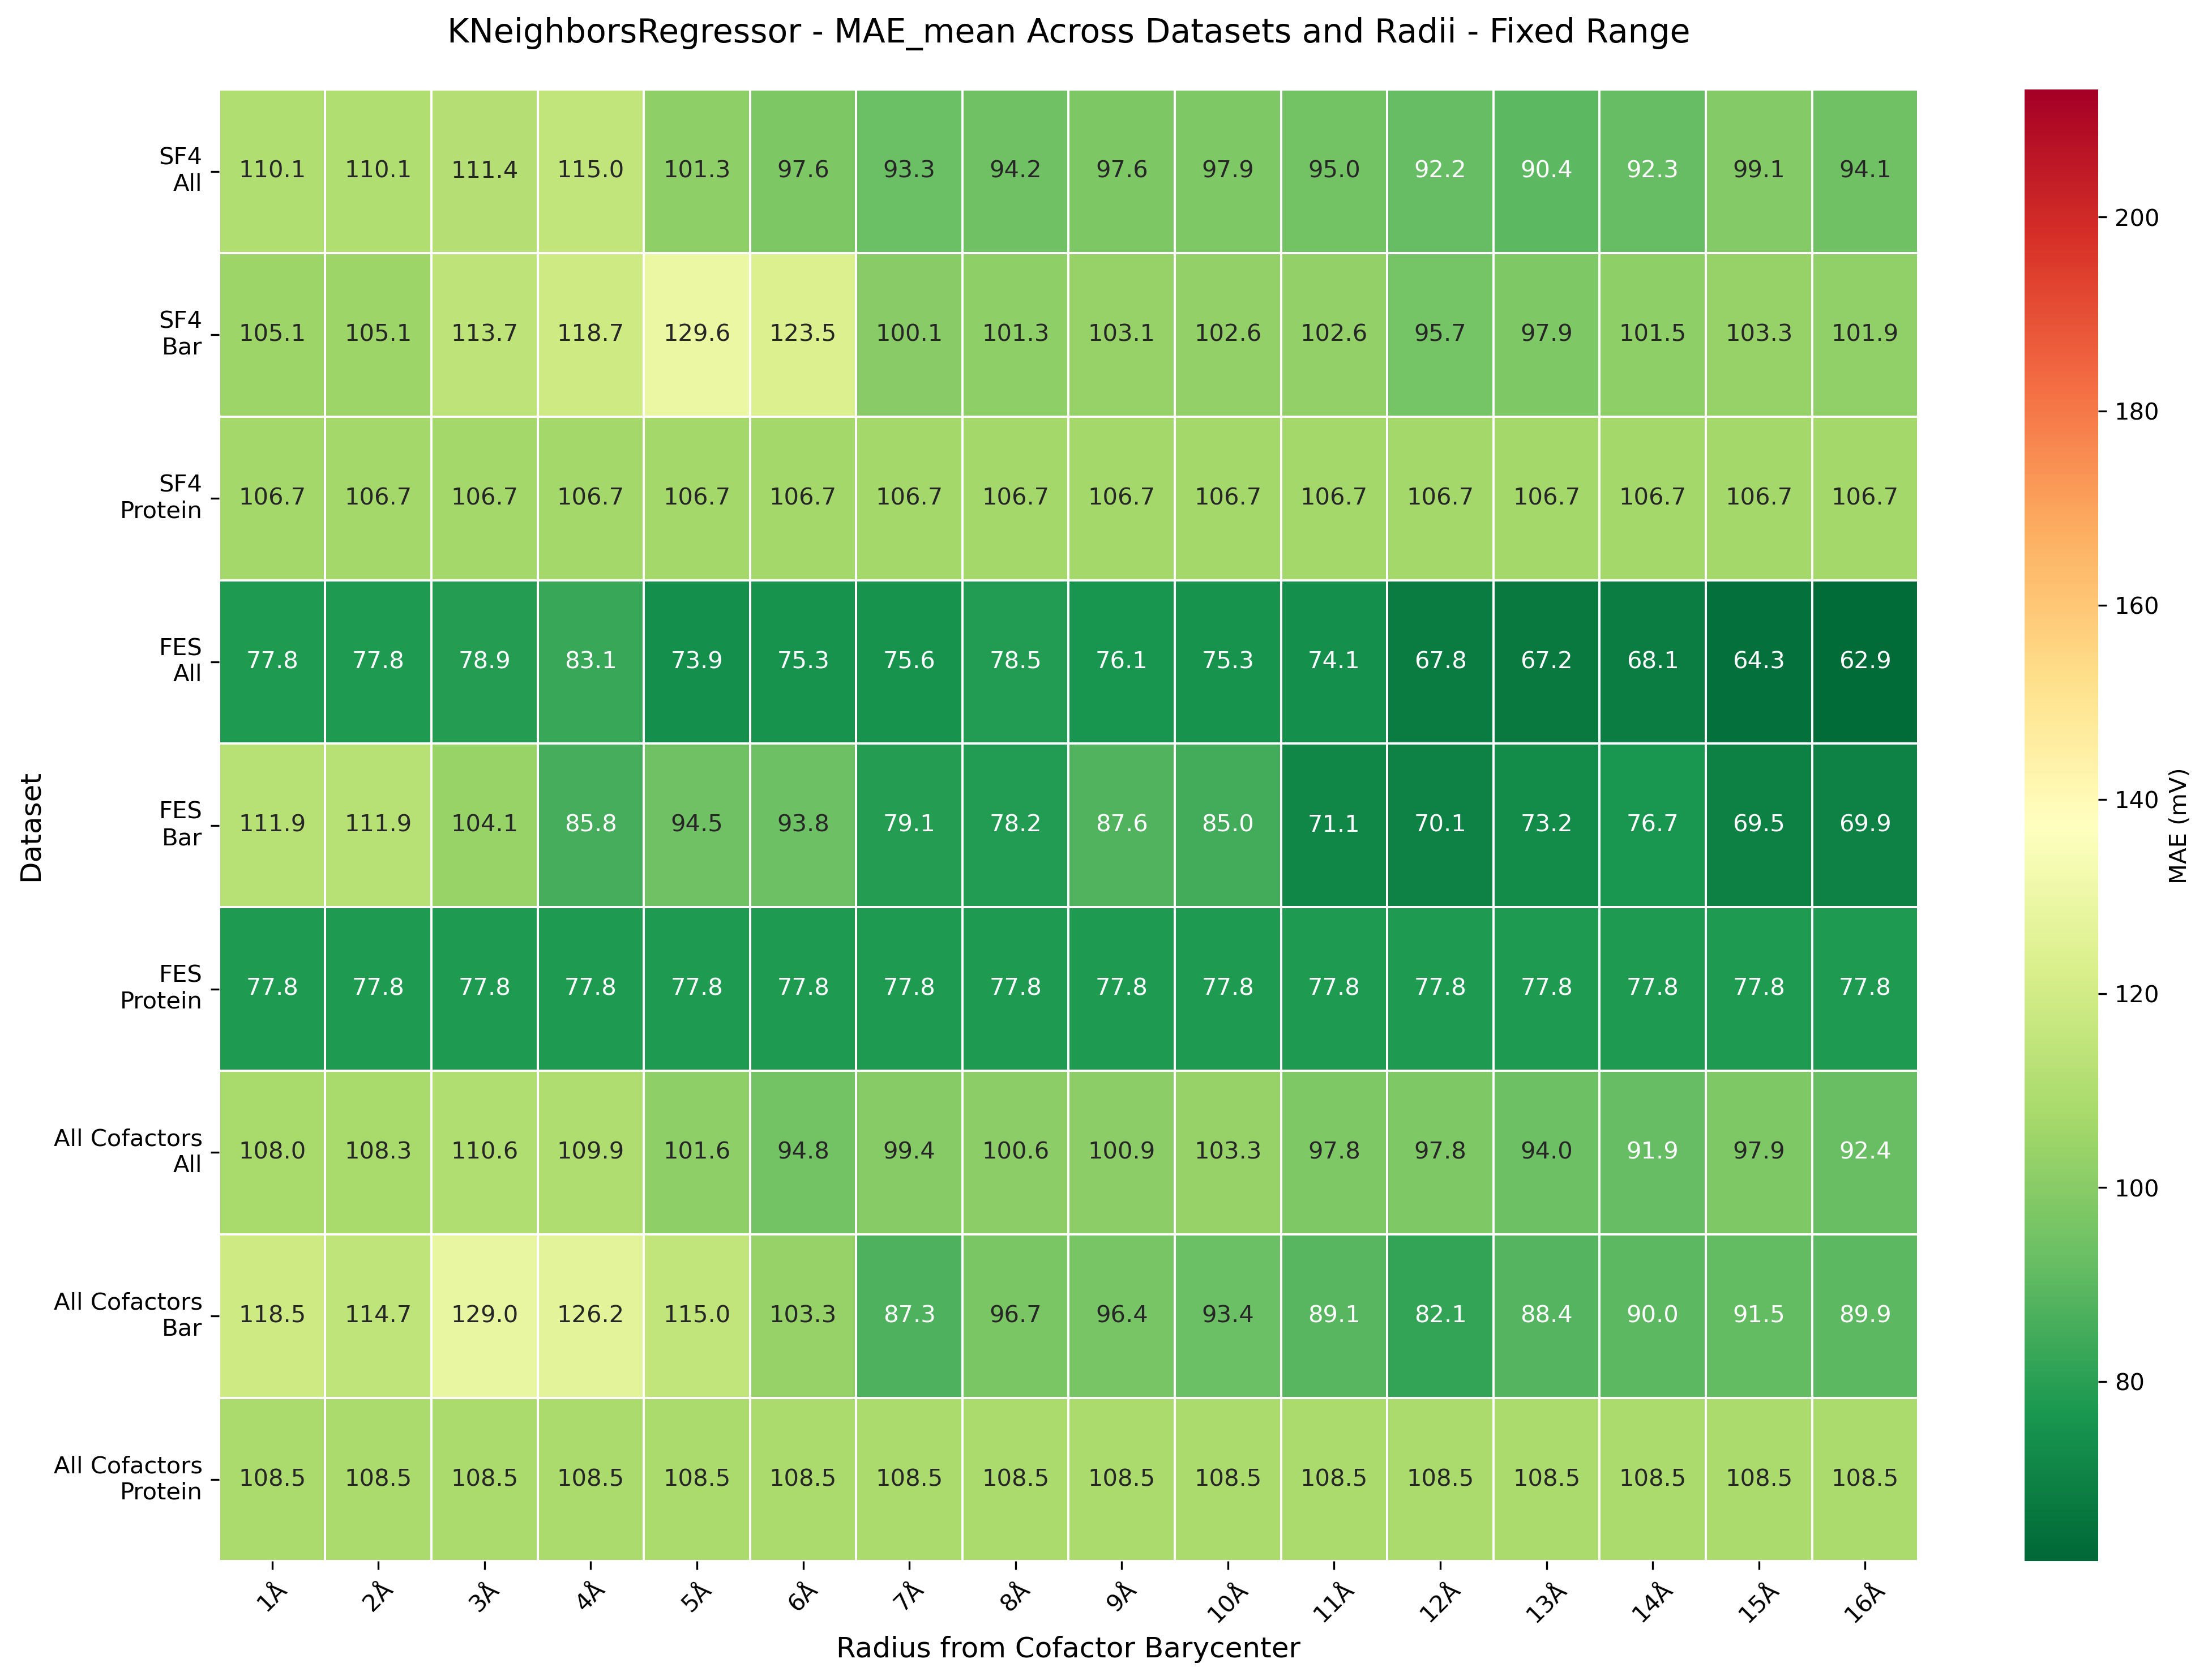 KNeighborsRegressor - MAE_mean Across Datasets and Radii - Fixed Range
SF4
All
110.1 110.1 111.4 115.0 101.3 97.6 93.3 94.2 97.6 97.9 95.0 92.2 90.4 92.3 99.1 94.1
SF4
Bar
105.1 105.1 113.7 118.7 129.6 123.5 100.1 101.3 103.1 102.6 102.6 95.7 97.9 101.5 103.3 101.9
SF4
Protein
106.7 106.7 106.7 106.7 106.7 106.7 106.7 106.7 106.7 106.7 106.7 106.7 106.7 106.7 106.7 106.7
FES
All
77.8 77.8 78.9 83.1 73.9 75.3 75.6 78.5 76.1 75.3 74.1 67.8 67.2 68.1 64.3 62.9
FES
Bar
111.9 111.9 104.1 85.8 94.5 93.8 79.1 78.2 87.6 85.0 71.1 70.1 73.2 76.7 69.5 69.9
FES
Protein
77.8 77.8 77.8 77.8 77.8 77.8 77.8 77.8 77.8 77.8 77.8 77.8 77.8 77.8 77.8 77.8
All Cofactors
All
108.0 108.3 110.6 109.9 101.6 94.8 99.4 100.6 100.9 103.3 97.8 97.8 94.0 91.9 97.9 92.4
All Cofactors
Bar
118.5 114.7 129.0 126.2 115.0 103.3 87.3 96.7 96.4 93.4 89.1 82.1 88.4 90.0 91.5 89.9
All Cofactors
Protein
108.5 108.5 108.5 108.5 108.5 108.5 108.5 108.5 108.5 108.5 108.5 108.5 108.5 108.5 108.5 108.5
1Å 2Å 3Å 4Å 5Å 6Å 7Å 8Å 9Å 10Å 11Å 12Å 13Å 14Å 15Å 16Å
Radius from Cofactor Barycenter
Dataset
200
180
160
140
120
100
80
MAE (mV)